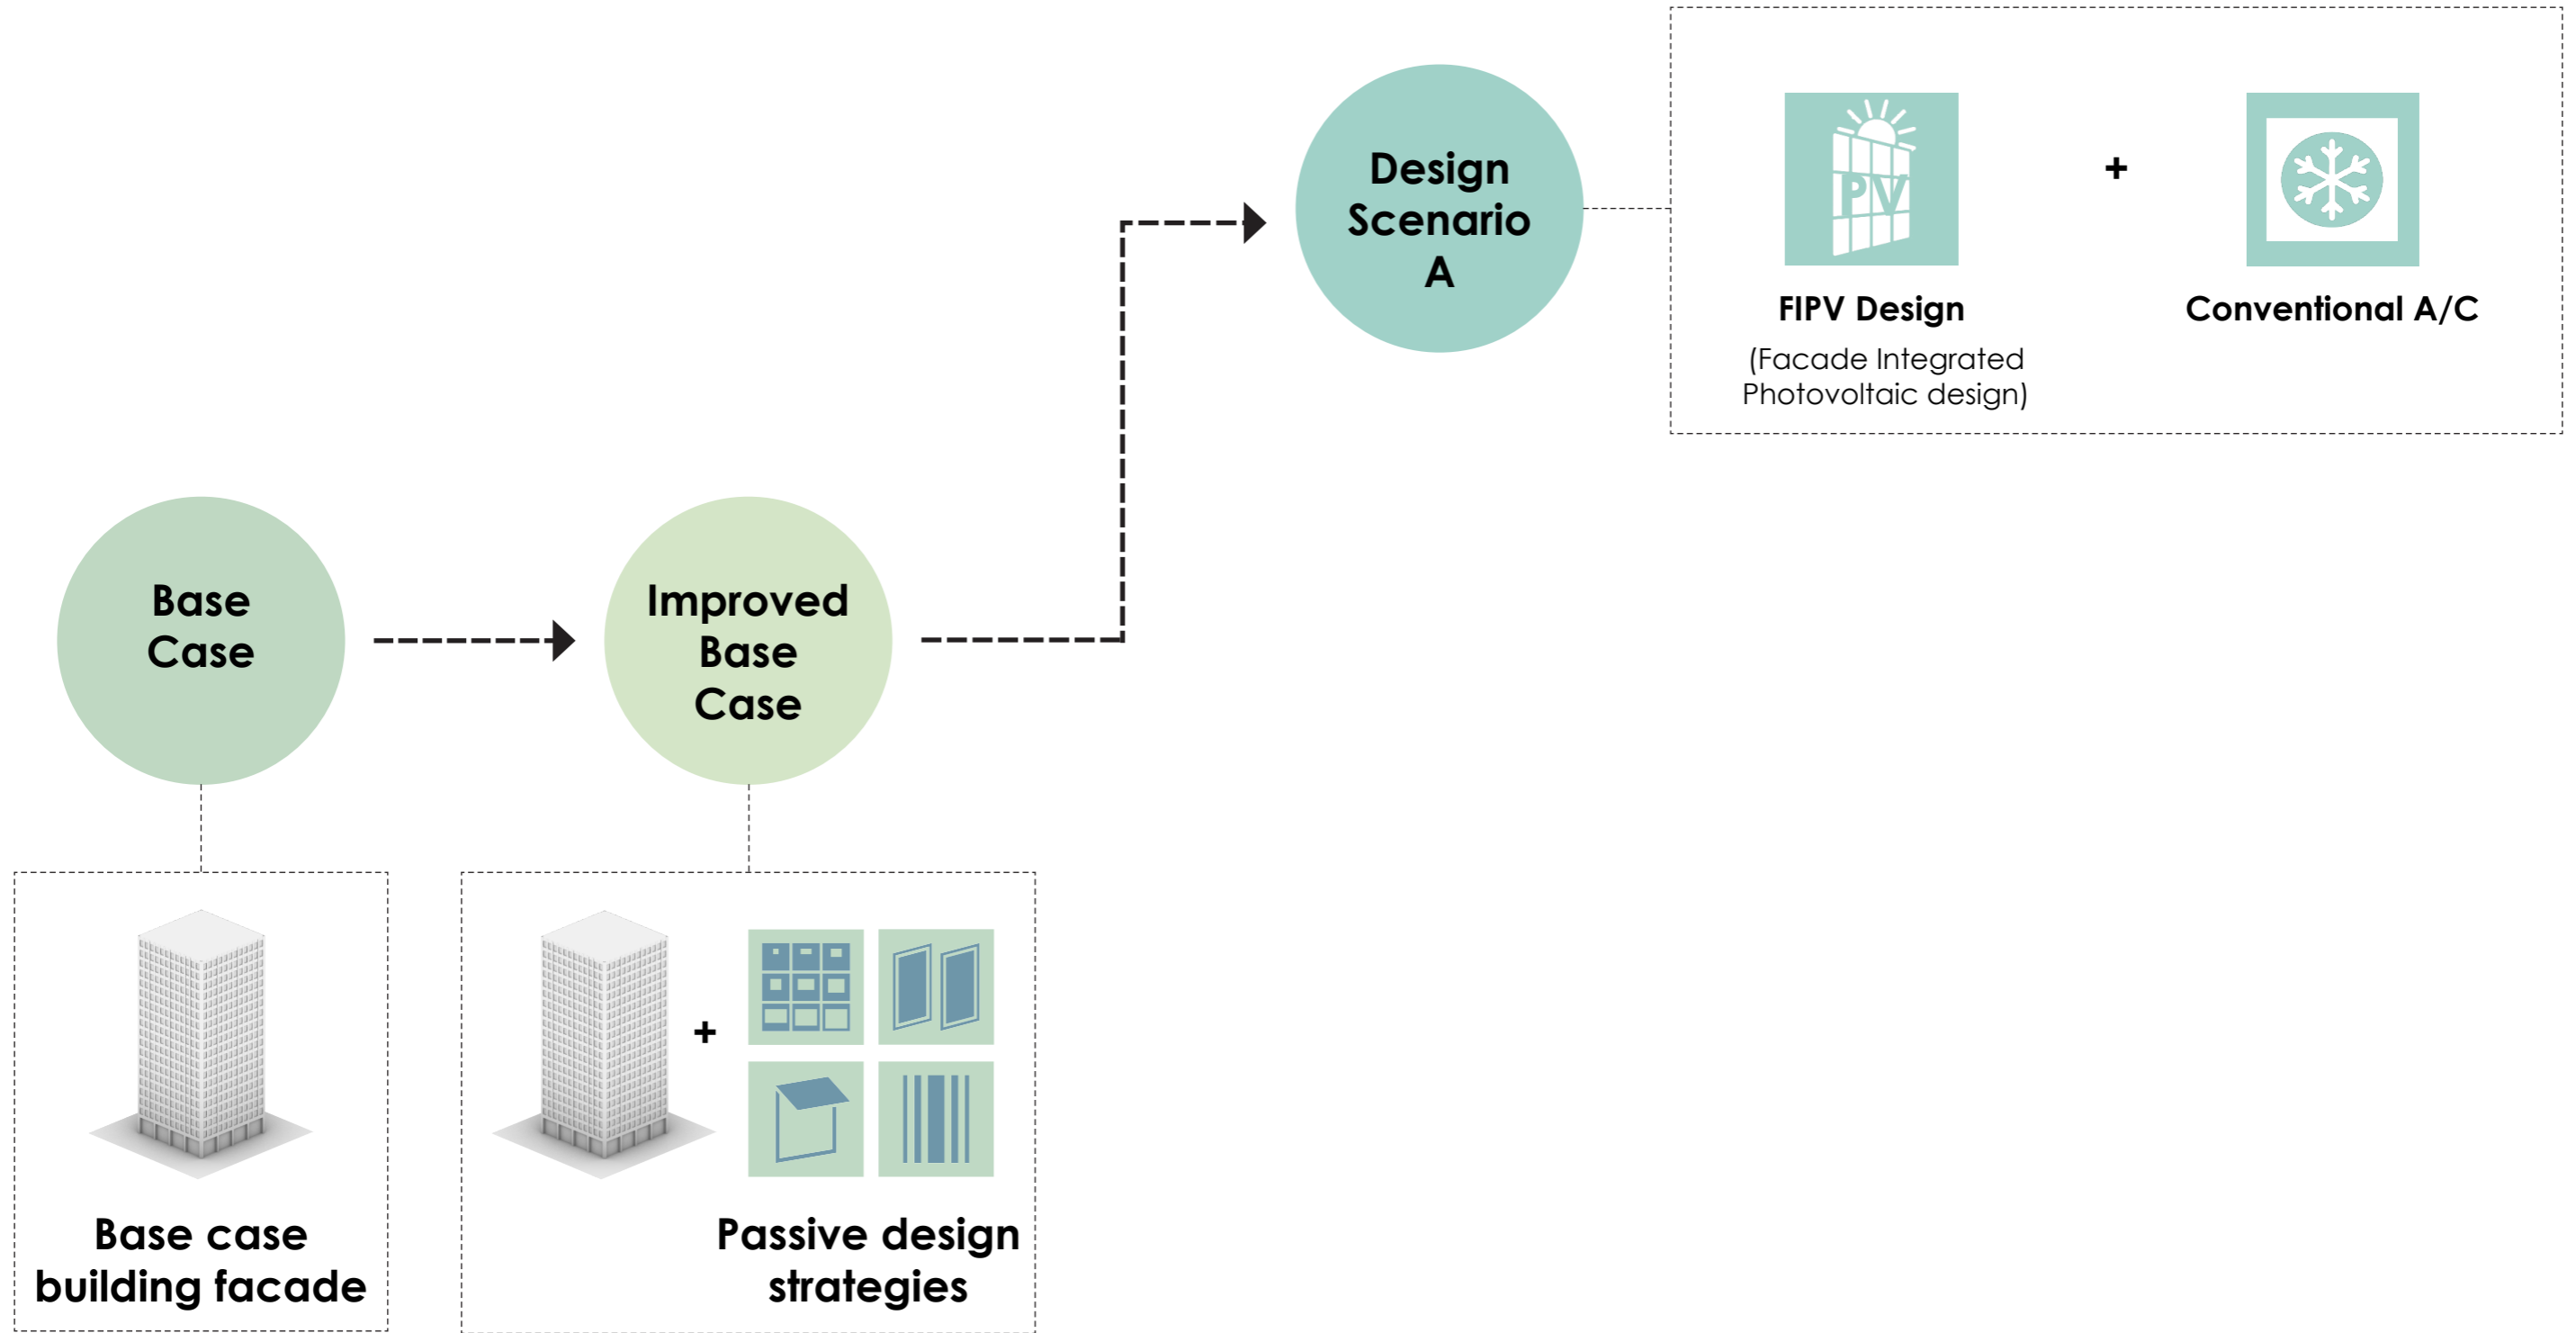 Design
Scenario
A
PV
+
FIPV Design
(Facade Integrated
Photovoltaic design)
Conventional A/C
Base
Case
Improved
Base
Case
+
Base case
building facade
Passive design
strategies